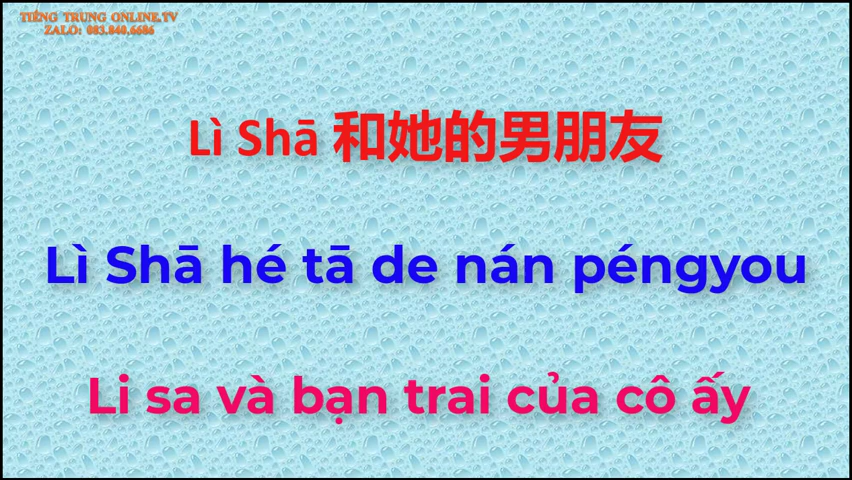 TIẾNG TRUNG ONLINE.TV
ZALO: 083.840.6686
Lì Shā 和她的男朋友
Lì Shā hé tā de nán péngyou
Li sa và bạn trai của cô ấy